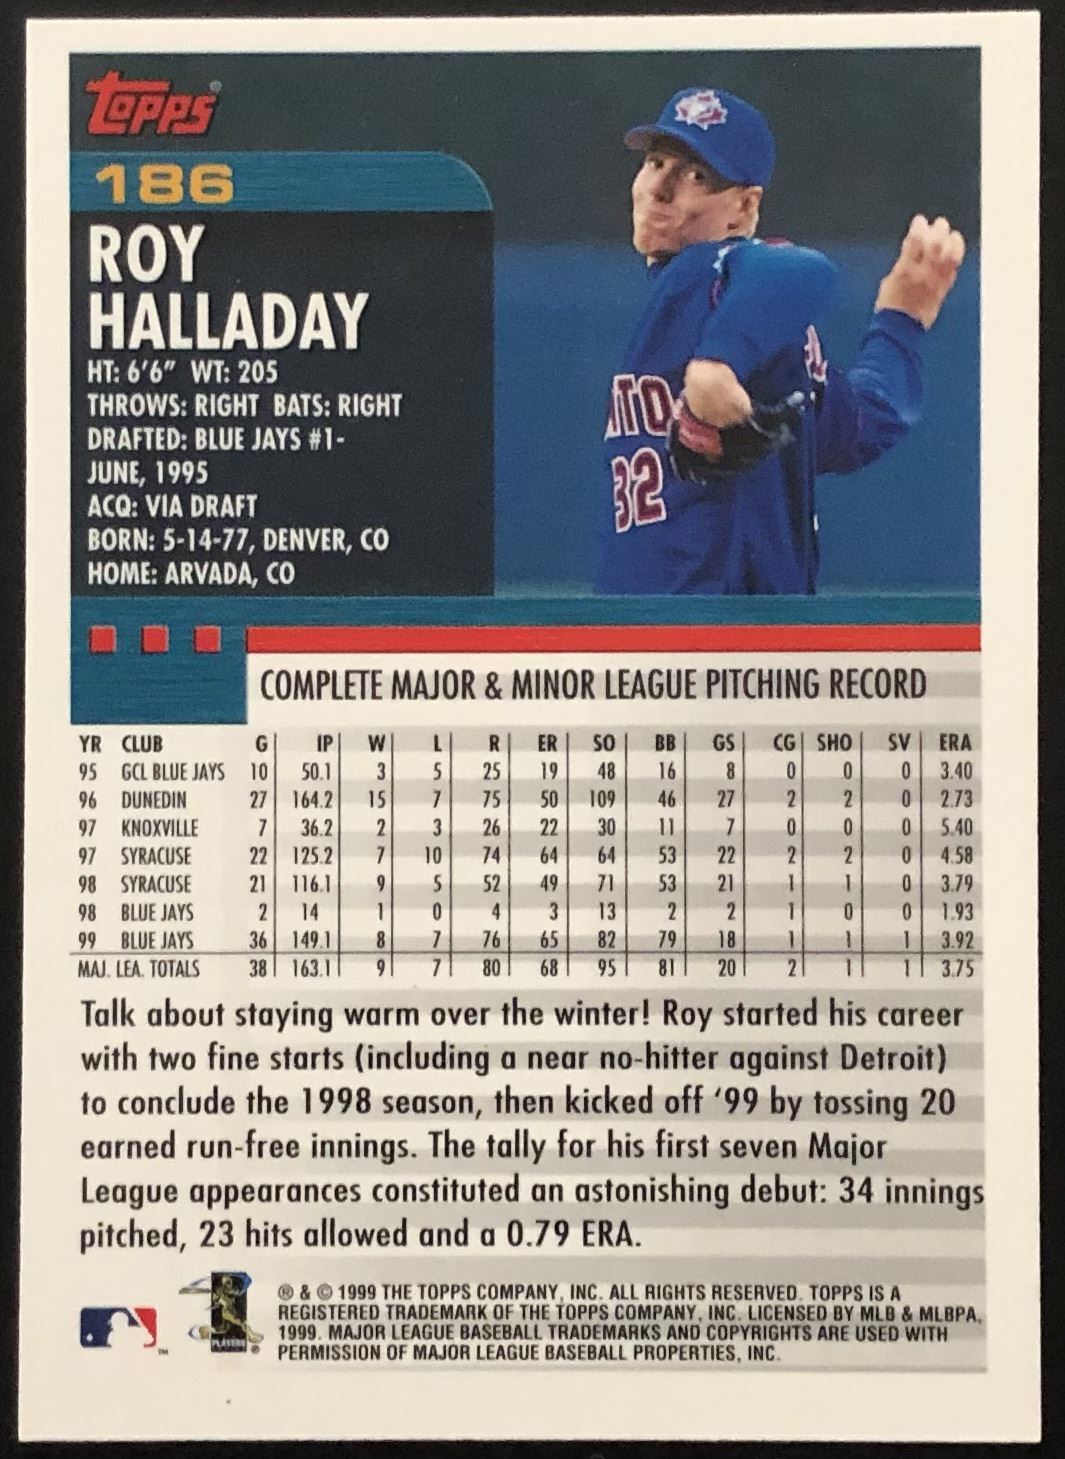 Topps®
186
ROY
HALLADAY
HT: 6'6" WT: 205
THROWS: RIGHT BATS: RIGHT
DRAFTED: BLUE JAYS #1-
JUNE, 1995
ACQ: VIA DRAFT
BORN: 5-14-77, DENVER, CO
HOME: ARVADA, CO
NTO
32
COMPLETE MAJOR & MINOR LEAGUE PITCHING RECORD
YR CLUB G IP W L R ER SO BB GS CG SHO SV ERA
95 GCL BLUE JAYS 10 50.1 3 5 25 19 48 16 8 0 0 0 3.40
96 DUNEDIN 27 164.2 15 7 75 50 109 46 27 2 2 0 2.73
97 KNOXVILLE 7 36.2 2 3 26 22 30 11 7 0 0 0 5.40
97 SYRACUSE 22 125.2 7 10 74 64 64 53 22 2 2 0 4.58
98 SYRACUSE 21 116.1 9 5 52 49 71 53 21 1 1 0 3.79
98 BLUE JAYS 2 14 1 0 4 3 13 2 2 1 0 0 1.93
99 BLUE JAYS 36 149.1 8 7 76 65 82 79 18 1 1 1 3.92
MAJ. LEA. TOTALS 38 163.1 9 7 80 68 95 81 20 2 1 1 3.75
Talk about staying warm over the winter! Roy started his career
with two fine starts (including a near no-hitter against Detroit)
to conclude the 1998 season, then kicked off '99 by tossing 20
earned run-free innings. The tally for his first seven Major
League appearances constituted an astonishing debut: 34 innings
pitched, 23 hits allowed and a 0.79 ERA.
® & © 1999 THE TOPPS COMPANY, INC. ALL RIGHTS RESERVED. TOPPS IS A
REGISTERED TRADEMARK OF THE TOPPS COMPANY, INC. LICENSED BY MLB & MLBPA,
1999. MAJOR LEAGUE BASEBALL TRADEMARKS AND COPYRIGHTS ARE USED WITH
PERMISSION OF MAJOR LEAGUE BASEBALL PROPERTIES, INC.